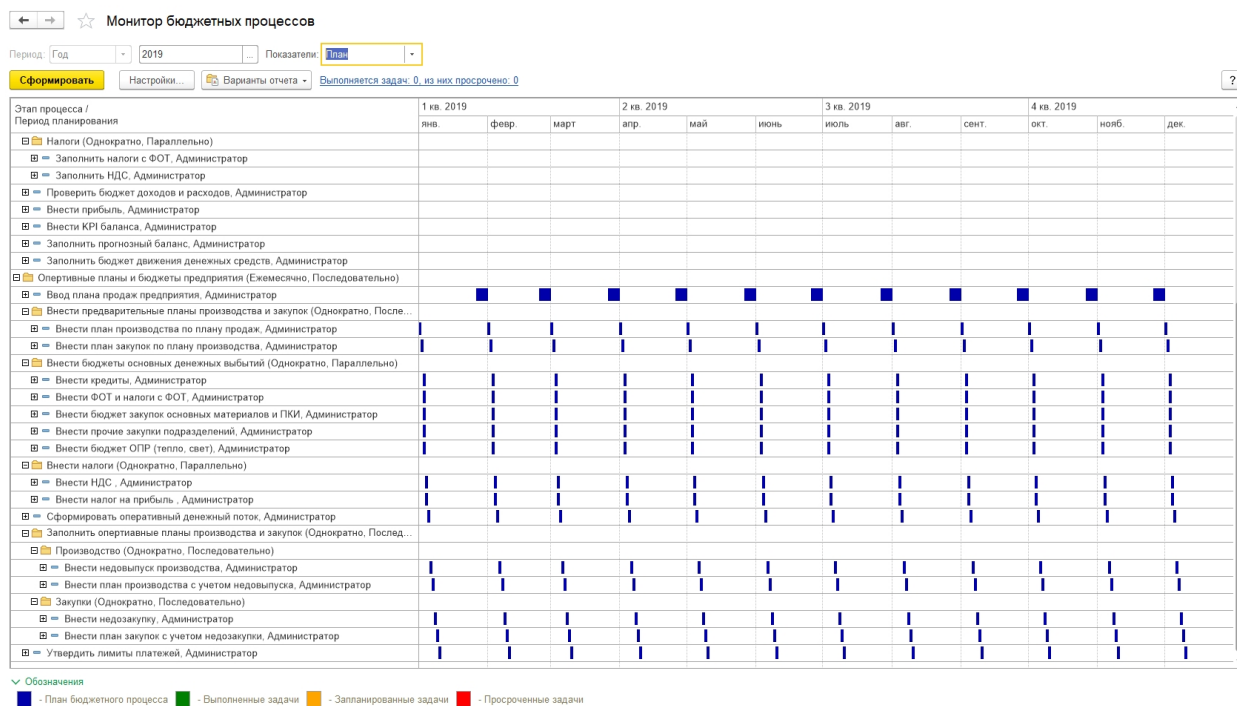 Монитор бюджетных процессов
Период: Год 2019 ... Показатели: План
Сформировать Настройки... Варианты отчета Выполняется задач: 0, из них просрочено: 0 ?
Этап процесса /
Период планирования
1 кв. 2019 2 кв. 2019 3 кв. 2019 4 кв. 2019
янв. февр. март апр. май июнь июль авг. сент. окт. нояб. дек.
Налоги (Однократно, Параллельно)
Заполнить налоги с ФОТ, Администратор
Заполнить НДС, Администратор
Проверить бюджет доходов и расходов, Администратор
Внести прибыль, Администратор
Внести KPI баланса, Администратор
Заполнить прогнозный баланс, Администратор
Заполнить бюджет движения денежных средств, Администратор
Опертивные планы и бюджеты предприятия (Ежемесячно, Последовательно)
Ввод плана продаж предприятия, Администратор
Внести предварительные планы производства и закупок (Однократно, После...
Внести план производства по плану продаж, Администратор
Внести план закупок по плану производства, Администратор
Внести бюджеты основных денежных выбытий (Однократно, Параллельно)
Внести кредиты, Администратор
Внести ФОТ и налоги с ФОТ, Администратор
Внести бюджет закупок основных материалов и ПКИ, Администратор
Внести прочие закупки подразделений, Администратор
Внести бюджет ОПР (тепло, свет), Администратор
Внести налоги (Однократно, Параллельно)
Внести НДС , Администратор
Внести налог на прибыль , Администратор
Сформировать оперативный денежный поток, Администратор
Заполнить опертиавные планы производства и закупок (Однократно, Послед...
Производство (Однократно, Последовательно)
Внести недовыпуск производства, Администратор
Внести план производства с учетом недовыпуска, Администратор
Закупки (Однократно, Последовательно)
Внести недозакупку, Администратор
Внести план закупок с учетом недозакупки, Администратор
Утвердить лимиты платежей, Администратор
Обозначения
- План бюджетного процесса - Выполненные задачи - Запланированные задачи - Просроченные задачи